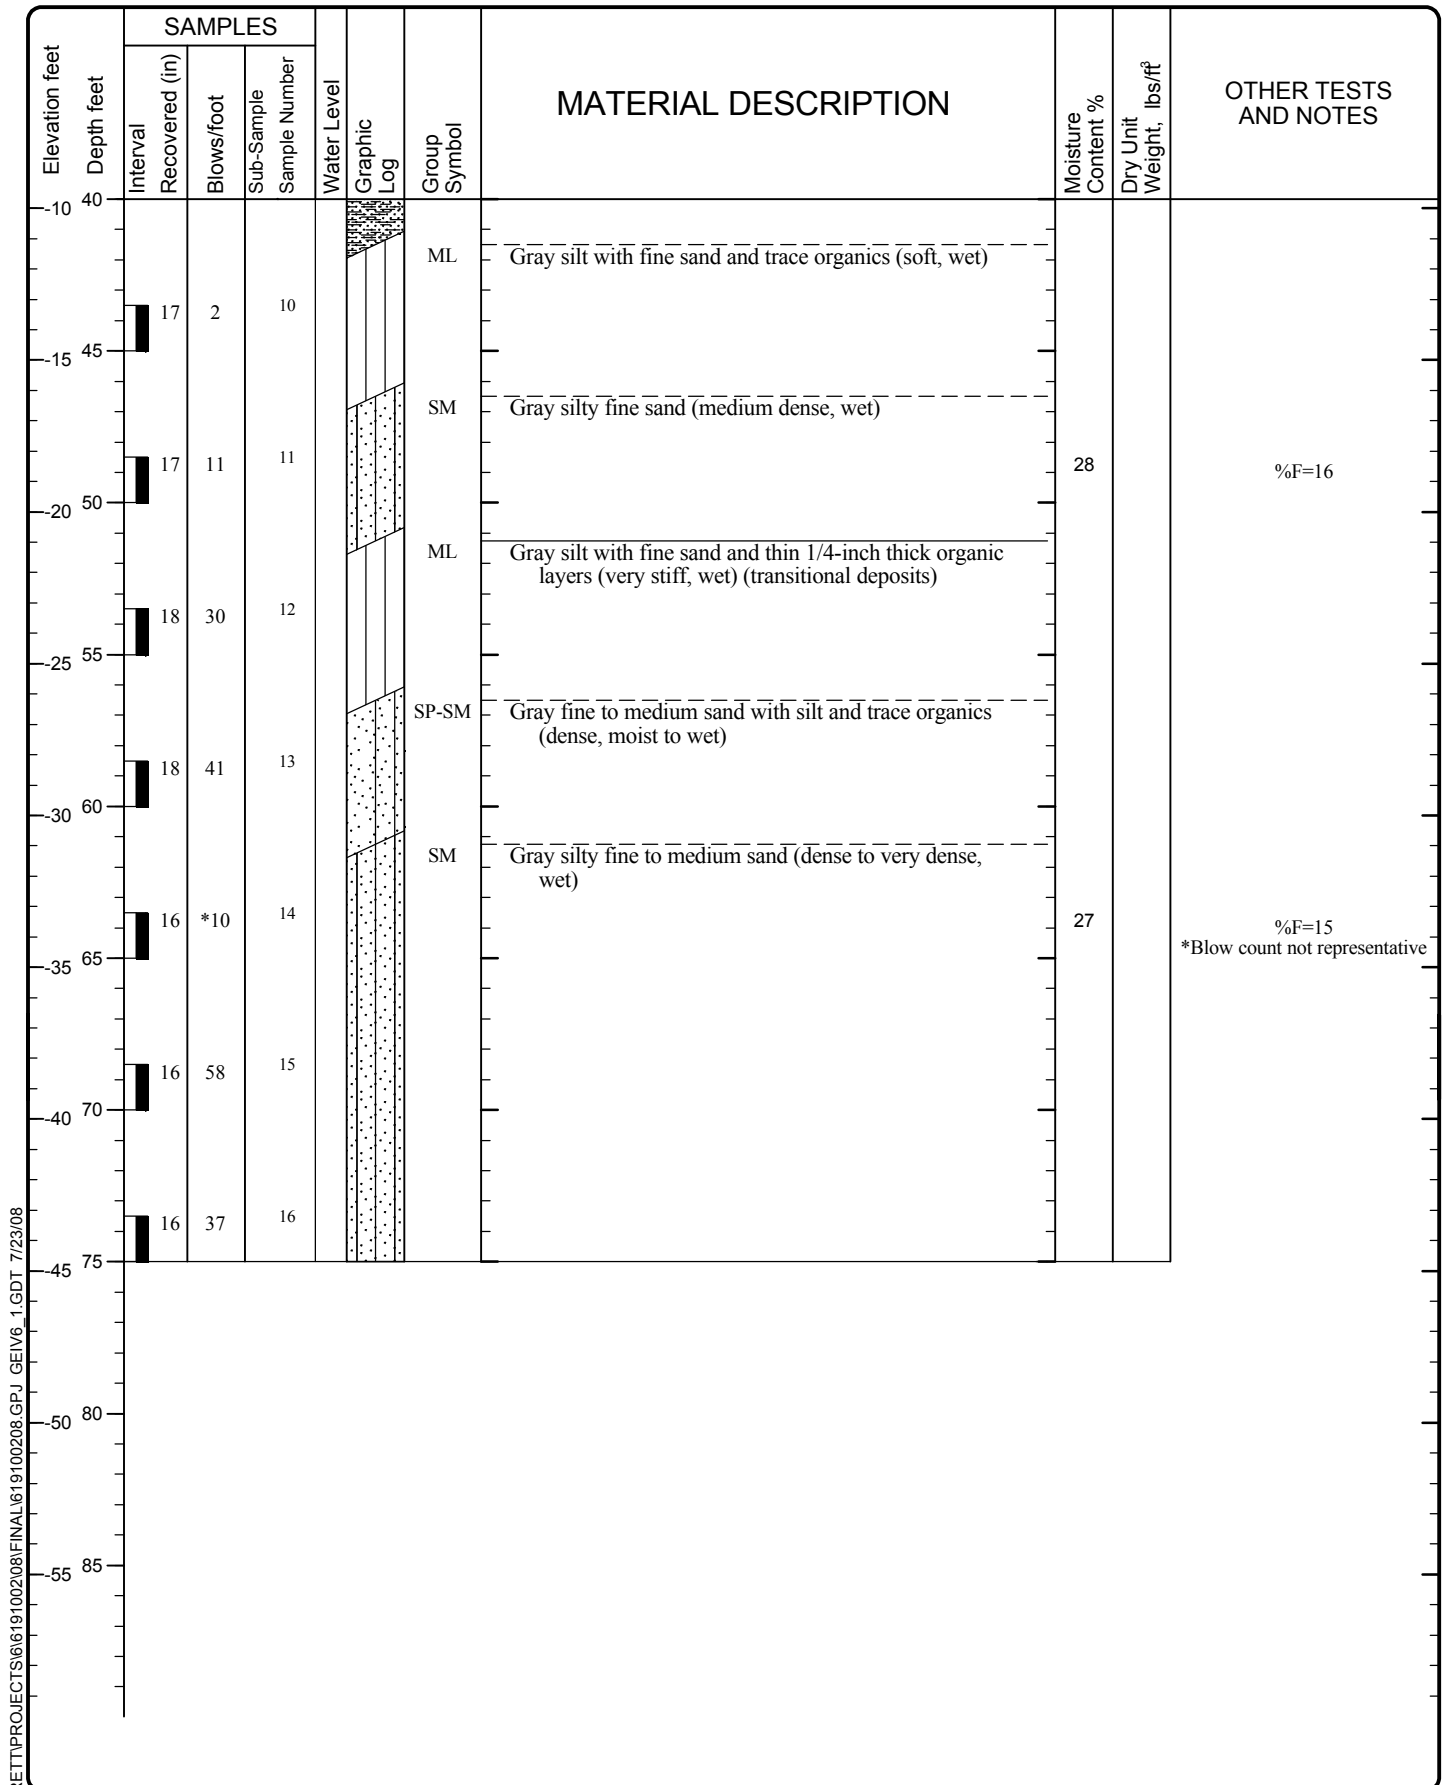 SAMPLES
Elevation feet
Depth feet
Interval
Recovered (in)
Blows/foot
Sub-Sample
Sample Number
Water Level
Graphic
Log
Group
Symbol
MATERIAL DESCRIPTION
Moisture
Content %
Dry Unit
Weight, lbs/ft³
OTHER TESTS
AND NOTES
-10 40
ML Gray silt with fine sand and trace organics (soft, wet)
17 2 10
-15 45
SM Gray silty fine sand (medium dense, wet)
17 11 11 28 %F=16
-20 50
ML Gray silt with fine sand and thin 1/4-inch thick organic
layers (very stiff, wet) (transitional deposits)
18 30 12
-25 55
SP-SM Gray fine to medium sand with silt and trace organics
(dense, moist to wet)
18 41 13
-30 60
SM Gray silty fine to medium sand (dense to very dense,
wet)
16 *10 14 27 %F=15
*Blow count not representative
-35 65
16 58 15
-40 70
16 37 16
-45 75
-50 80
-55 85
RETT\PROJECTS\6\6191002\08\FINAL\619100208.GPJ GEIV6_1.GDT 7/23/08